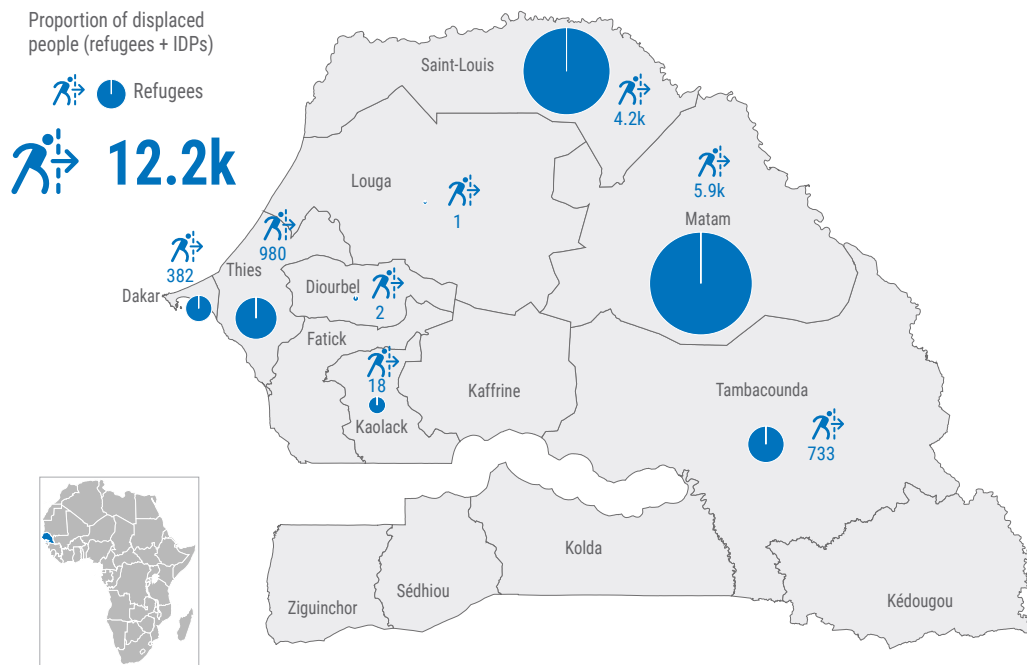 Proportion of displaced
people (refugees + IDPs)
Refugees
12.2k
Saint-Louis
4.2k
Louga
1
5.9k
Matam
980
Thies
382
Dakar
Diourbel
2
Fatick
18
Kaolack
Kaffrine
Tambacounda
733
Kolda
Sédhiou
Ziguinchor
Kédougou